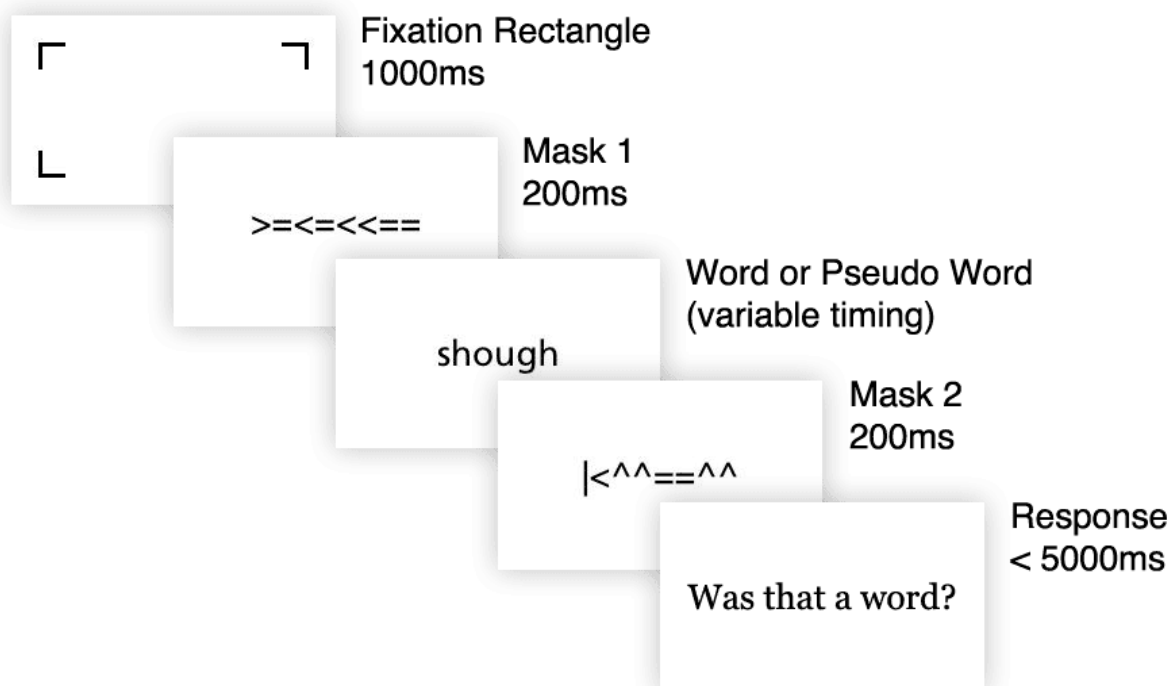 Fixation Rectangle
1000ms
Mask 1
200ms
>=<=<<==
Word or Pseudo Word
(variable timing)
shough
Mask 2
200ms
|<^^==^^
Response
< 5000ms
Was that a word?